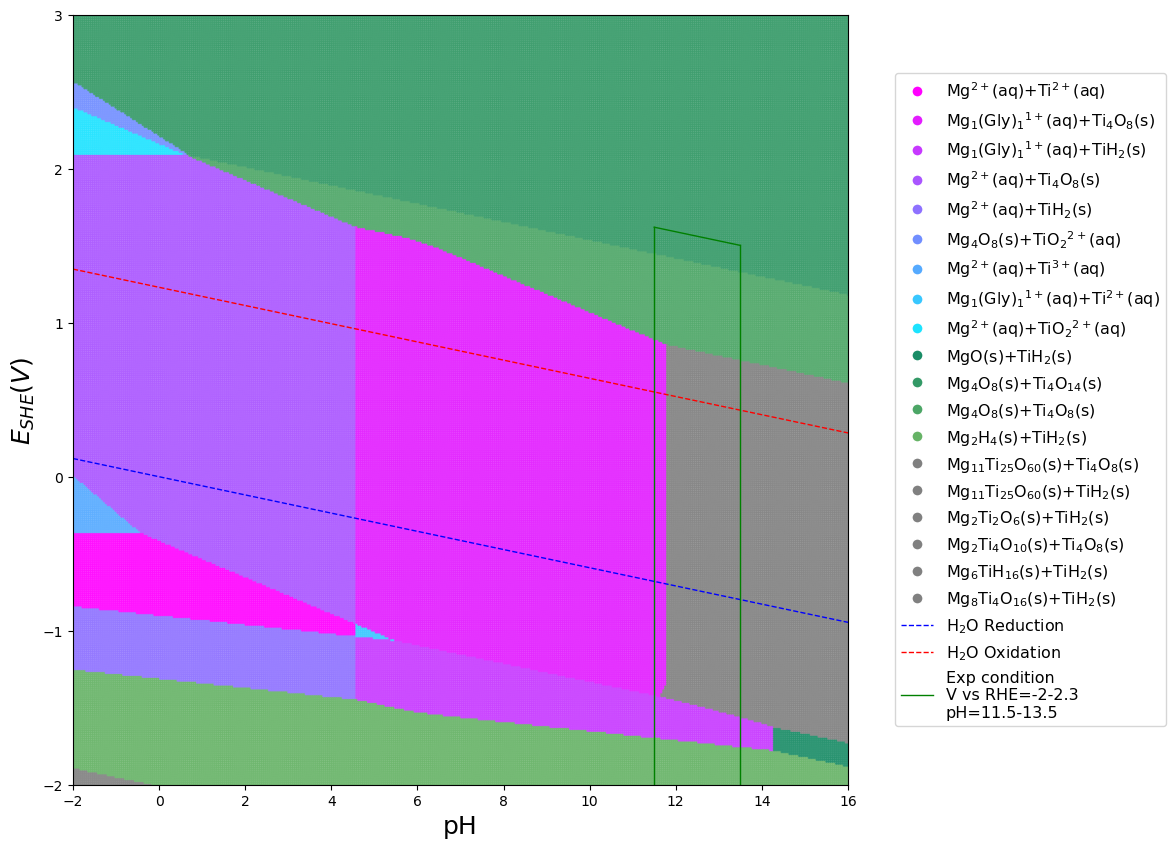 3
2
1
0
−1
−2
−2
0
2
4
6
8
10
12
14
16
E_SHE(V)
pH
Mg²⁺(aq)+Ti²⁺(aq)
Mg₁(Gly)₁¹⁺(aq)+Ti₄O₈(s)
Mg₁(Gly)₁¹⁺(aq)+TiH₂(s)
Mg²⁺(aq)+Ti₄O₈(s)
Mg²⁺(aq)+TiH₂(s)
Mg₄O₈(s)+TiO₂²⁺(aq)
Mg²⁺(aq)+Ti³⁺(aq)
Mg₁(Gly)₁¹⁺(aq)+Ti²⁺(aq)
Mg²⁺(aq)+TiO₂²⁺(aq)
MgO(s)+TiH₂(s)
Mg₄O₈(s)+Ti₄O₁₄(s)
Mg₄O₈(s)+Ti₄O₈(s)
Mg₂H₄(s)+TiH₂(s)
Mg₁₁Ti₂₅O₆₀(s)+Ti₄O₈(s)
Mg₁₁Ti₂₅O₆₀(s)+TiH₂(s)
Mg₂Ti₂O₆(s)+TiH₂(s)
Mg₂Ti₄O₁₀(s)+Ti₄O₈(s)
Mg₆TiH₁₆(s)+TiH₂(s)
Mg₈Ti₄O₁₆(s)+TiH₂(s)
H₂O Reduction
H₂O Oxidation
Exp condition
V vs RHE=-2-2.3
pH=11.5-13.5